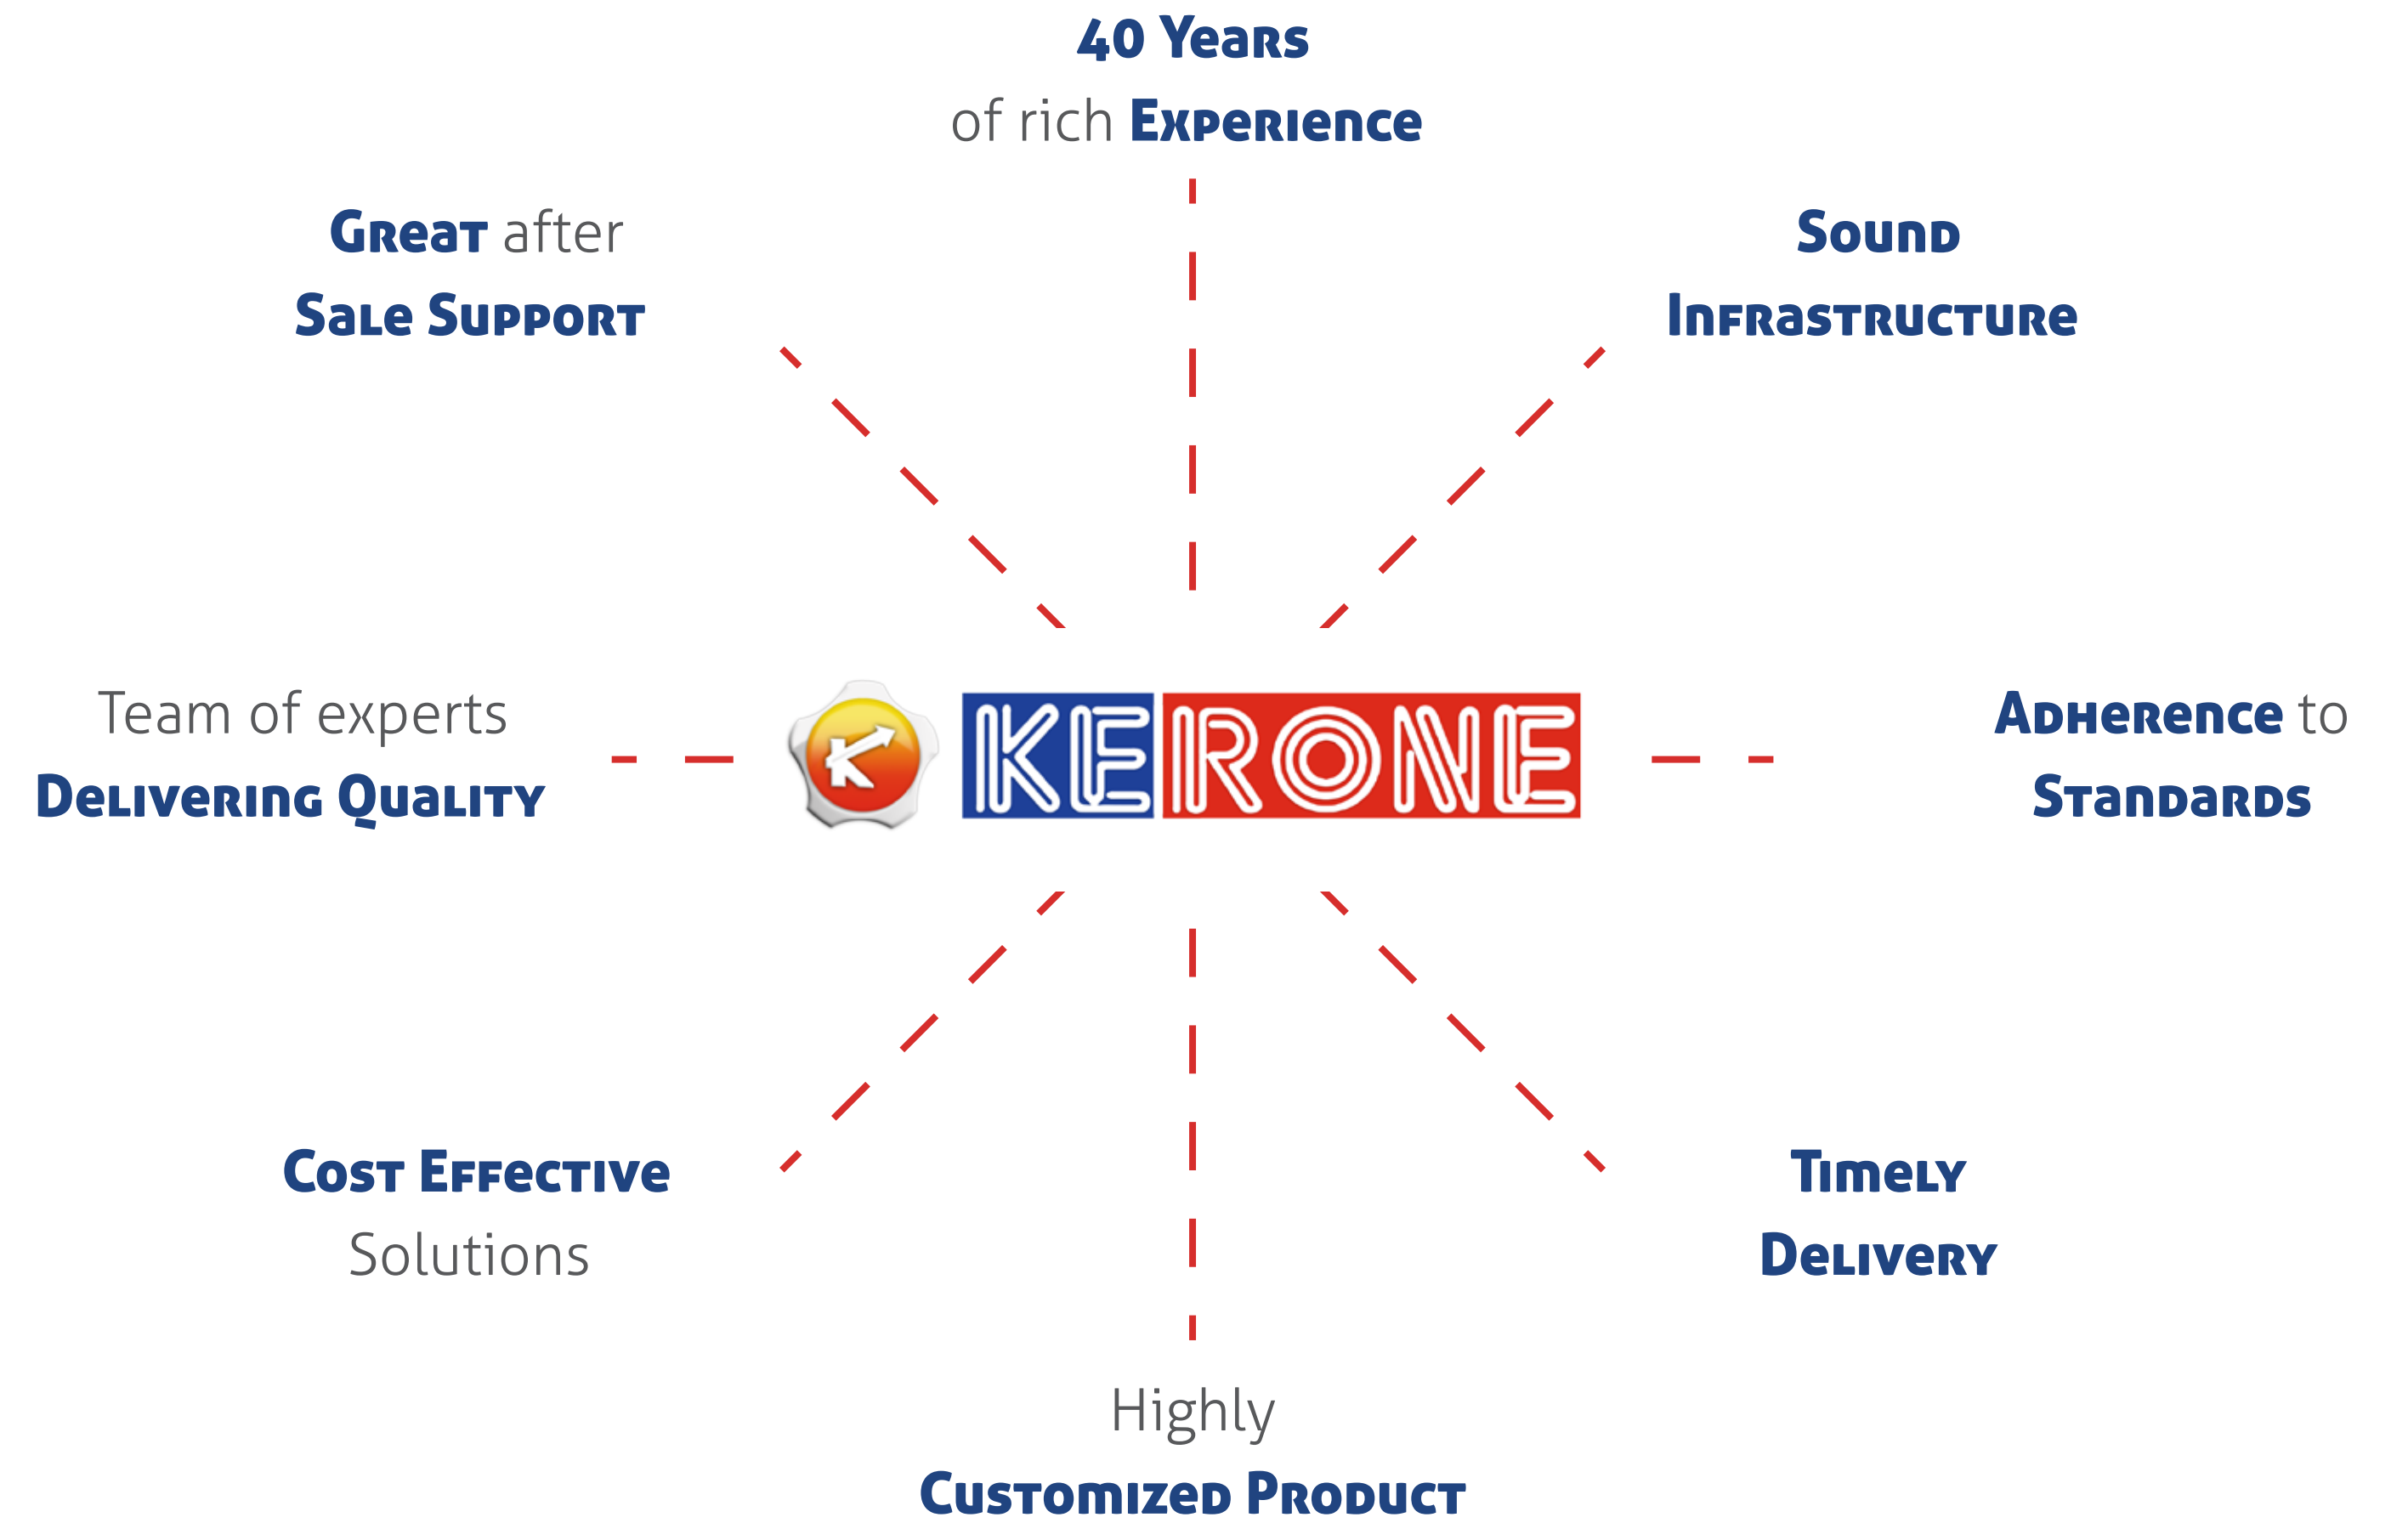 40 Years
of rich Experience
Great after
Sale Support
Sound
Infrastructure
Team of experts
Delivering Quality
K KERONE
Adherence to
Standards
Cost Effective
Solutions
Timely
Delivery
Highly
Customized Product